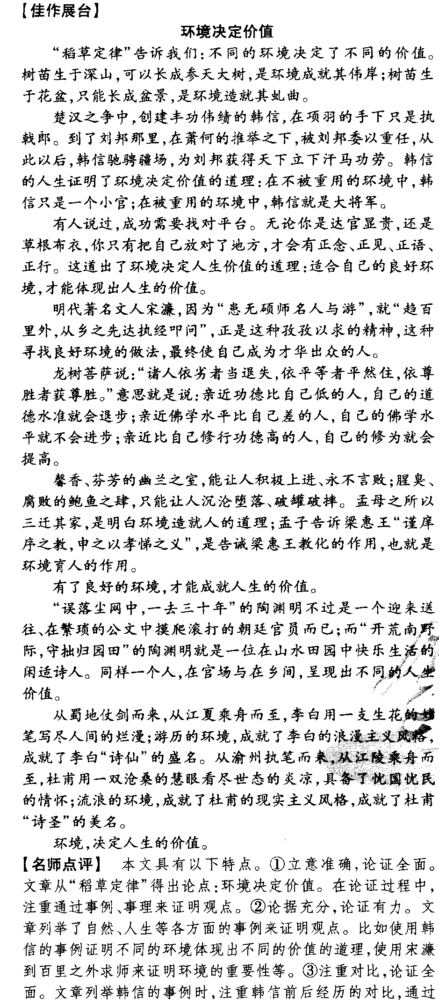 【佳作展台】
环境决定价值
“稻草定律”告诉我们：不同的环境决定了不同的价值。
树苗生于深山，可以长成参天大树，是环境成就其伟岸；树苗生
于花盆，只能长成盆景，是环境造就其虬曲。
楚汉之争中，创建丰功伟绩的韩信，在项羽的手下只是执
戟郎。到了刘邦那里，在萧何的推举之下，被刘邦委以重任，从
此以后，韩信驰骋疆场，为刘邦获得天下立下汗马功劳。韩信
的人生证明了环境决定价值的道理：在不被重用的环境中，韩
信只是一个小官；在被重用的环境中，韩信就是大将军。
有人说过，成功需要找对平台。无论你是达官显贵，还是
草根布衣，你只有把自己放对了地方，才会有正念、正见、正语、
正行。这道出了环境决定人生价值的道理：适合自己的良好环
境，才能体现出人生的价值。
明代著名文人宋濂，因为“患无硕师名人与游”，就“趋百
里外，从乡之先达执经叩问”，正是这种孜孜以求的精神，这种
寻找良好环境的做法，最终使自己成为才华出众的人。
龙树菩萨说：“诸人依劣者当退失，依平等者平然住，依尊
胜者获尊胜。”意思就是说：亲近功德比自己低的人，自己的道
德水准就会退步；亲近佛学水平比自己差的人，自己的佛学水
平就不会进步；亲近比自己修行功德高的人，自己的修为就会
提高。
馨香、芬芳的幽兰之室，能让人积极上进、永不言败；腥臭、
腐败的鲍鱼之肆，只能让人沉沦堕落、破罐破摔。孟母之所以
三迁其家，是明白环境造就人的道理；孟子告诉梁惠王“谨庠
序之教，申之以孝悌之义”，是告诫梁惠王教化的作用，也就是
环境育人的作用。
有了良好的环境，才能成就人生的价值。
“误落尘网中，一去三十年”的陶渊明不过是一个迎来送
往、在繁琐的公文中摸爬滚打的朝廷官员而已；而“开荒南野
际，守拙归园田”的陶渊明就是一位在山水田园中快乐生活的
闲适诗人。同样一个人，在官场与在乡间，呈现出不同的人生
价值。
从蜀地仗剑而来，从江夏乘舟而至，李白用一支生花的妙
笔写尽人间的烂漫；游历的环境，成就了李白的浪漫主义风格，
成就了李白“诗仙”的盛名。从渝州执笔而来，从江陵乘舟而
至，杜甫用一双沧桑的慧眼看尽世态的炎凉，具备了忧国忧民
的情怀；流浪的环境，成就了杜甫的现实主义风格，成就了杜甫
“诗圣”的美名。
环境，决定人生的价值。
【名师点评】 本文具有以下特点。①立意准确，论证全面。
文章从“稻草定律”得出论点：环境决定价值。在论证过程中，
注重通过事例、事理来证明观点。②论据充分，论证有力。文
章列举了自然、人生等各方面的事例来证明观点。比如使用韩
信的事例证明不同的环境体现出不同的价值的道理，使用宋濂
到百里之外求师来证明环境的重要性等。③注重对比，论证全
面。文章列举韩信的事例时，注重韩信前后经历的对比，通过